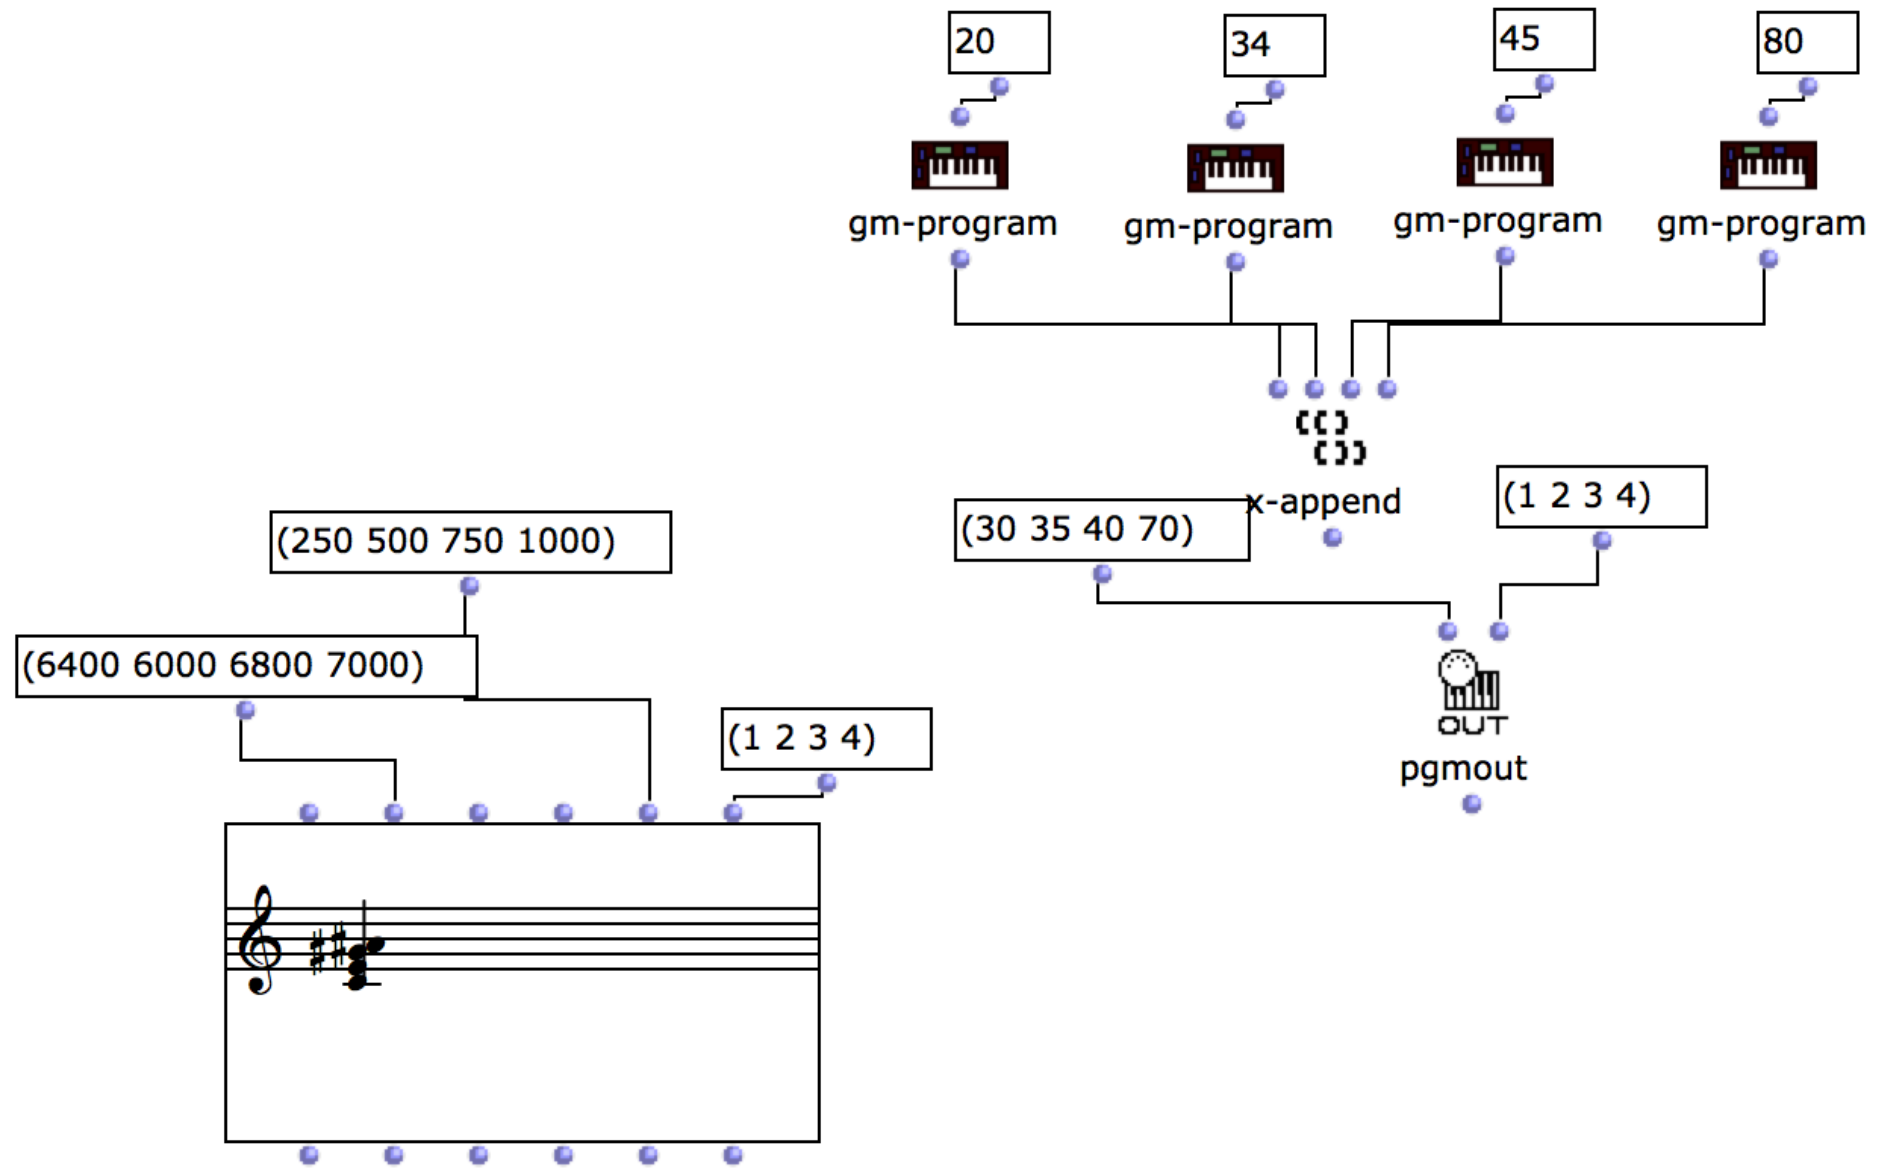 20
34
45
80
gm-program
gm-program
gm-program
gm-program
x-append
(30 35 40 70)
(1 2 3 4)
(250 500 750 1000)
(6400 6000 6800 7000)
(1 2 3 4)
OUT
pgmout